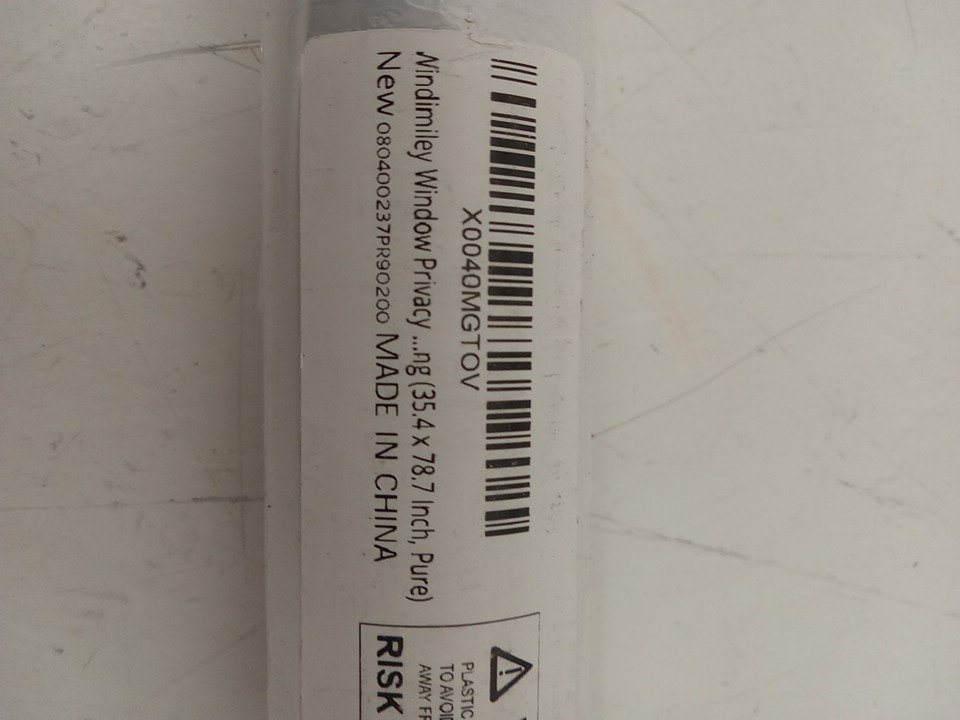 X0040MGTOV
Windimiley Window Privacy ...ng (35.4 x 78.7 Inch, Pure)
New 080400237PR90200 MADE IN CHINA
PLASTIC
TO AVOID
AWAY
RISK